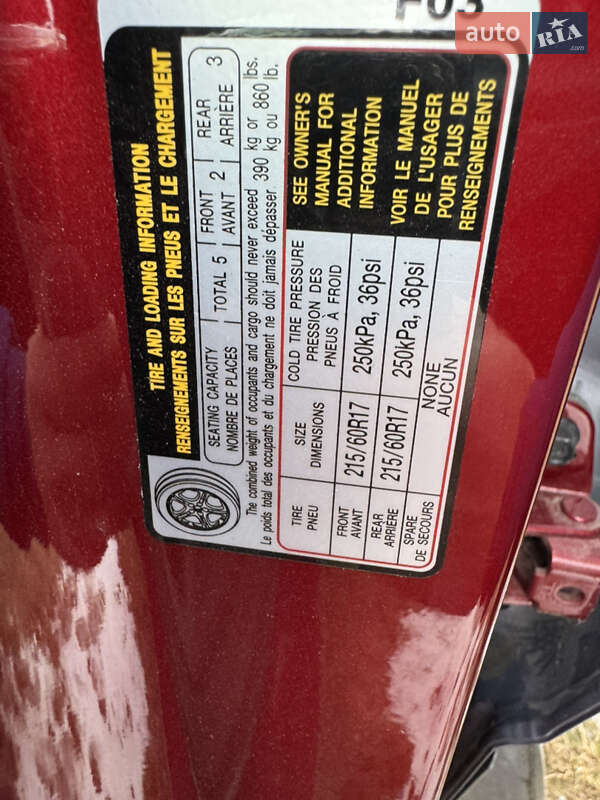 F03
auto RIA .com
TIRE AND LOADING INFORMATION
RENSEIGNEMENTS SUR LES PNEUS ET LE CHARGEMENT
SEATING CAPACITY
NOMBRE DE PLACES
TOTAL 5
FRONT
AVANT
2
REAR
ARRIÈRE
3
The combined weight of occupants and cargo should never exceed 390 kg or 860 lbs.
Le poids total des occupants et du chargement ne doit jamais dépasser 390 kg ou 860 lb.
TIRE
PNEU
SIZE
DIMENSIONS
COLD TIRE PRESSURE
PRESSION DES
PNEUS À FROID
FRONT
AVANT
215/60R17
250kPa, 36psi
REAR
ARRIÈRE
215/60R17
250kPa, 36psi
SPARE
DE SECOURS
NONE
AUCUN
SEE OWNER'S
MANUAL FOR
ADDITIONAL
INFORMATION
VOIR LE MANUEL
DE L'USAGER
POUR PLUS DE
RENSEIGNEMENTS